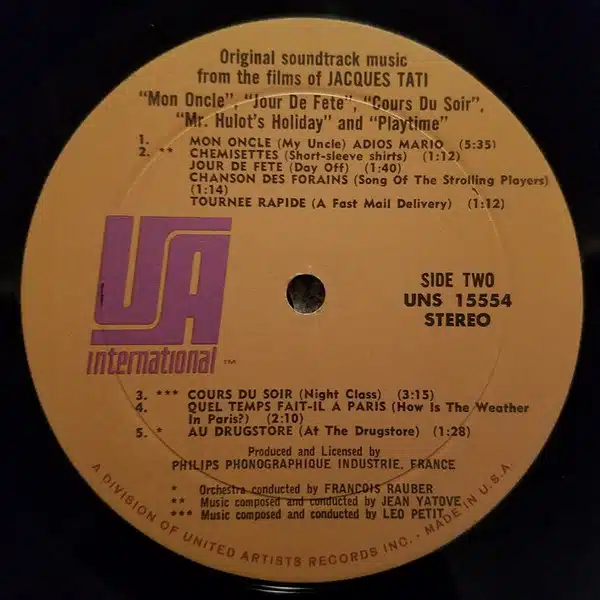 Original soundtrack music
from the films of JACQUES TATI
"Mon Oncle", "Jour De Fete", "Cours Du Soir",
"Mr. Hulot's Holiday" and "Playtime"
1. MON ONCLE (My Uncle) ADIOS MARIO (5:35)
2. ** CHEMISETTES (Short-sleeve shirts) (1:12)
JOUR DE FETE (Day Off) (1:40)
CHANSON DES FORAINS (Song Of The Strolling Players)
(1:14)
TOURNEE RAPIDE (A Fast Mail Delivery) (1:12)
UA
international ™
SIDE TWO
UNS 15554
STEREO
3. *** COURS DU SOIR (Night Class) (3:15)
4. QUEL TEMPS FAIT-IL A PARIS (How Is The Weather
In Paris?) (2:10)
5. * AU DRUGSTORE (At The Drugstore) (1:28)
Produced and Licensed by
PHILIPS PHONOGRAPHIQUE INDUSTRIE, FRANCE
* Orchestra conducted by FRANCOIS RAUBER
** Music composed and conducted by JEAN YATOVE
*** Music composed and conducted by LEO PETIT
A DIVISION OF UNITED ARTISTS RECORDS INC. · MADE IN U.S.A.